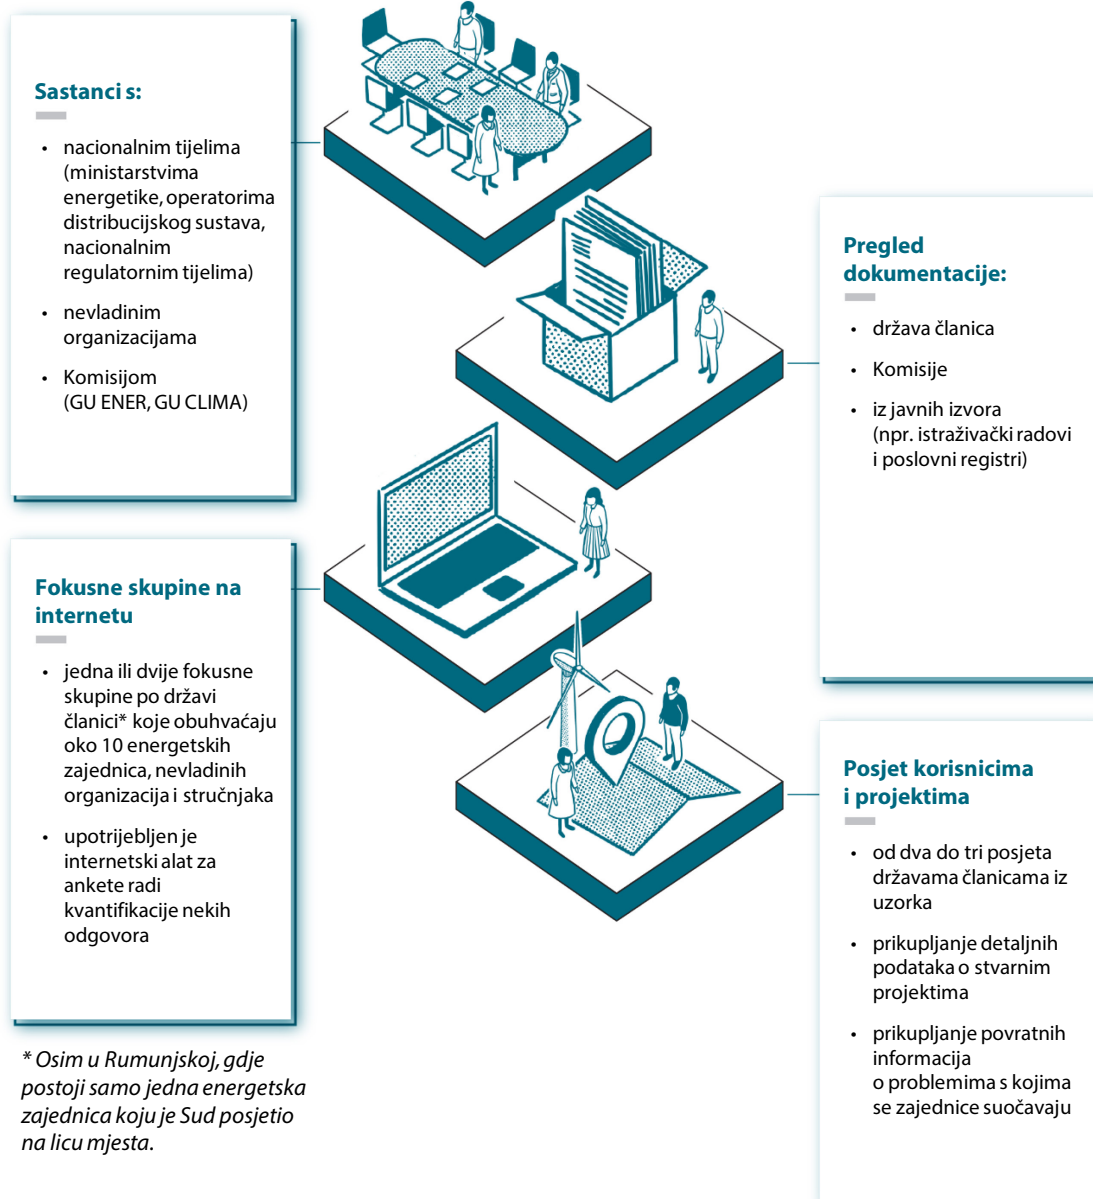 Sastanci s:
• nacionalnim tijelima
(ministarstvima
energetike, operatorima
distribucijskog sustava,
nacionalnim
regulatornim tijelima)
• nevladinim
organizacijama
• Komisijom
(GU ENER, GU CLIMA)
Pregled
dokumentacije:
• država članica
• Komisije
• iz javnih izvora
(npr. istraživački radovi
i poslovni registri)
Fokusne skupine na
internetu
• jedna ili dvije fokusne
skupine po državi
članici* koje obuhvaćaju
oko 10 energetskih
zajednica, nevladinih
organizacija i stručnjaka
• upotrijebljen je
internetski alat za
ankete radi
kvantifikacije nekih
odgovora
* Osim u Rumunjskoj, gdje
postoji samo jedna energetska
zajednica koju je Sud posjetio
na licu mjesta.
Posjet korisnicima
i projektima
• od dva do tri posjeta
državama članicama iz
uzorka
• prikupljanje detaljnih
podataka o stvarnim
projektima
• prikupljanje povratnih
informacija
o problemima s kojima
se zajednice suočavaju